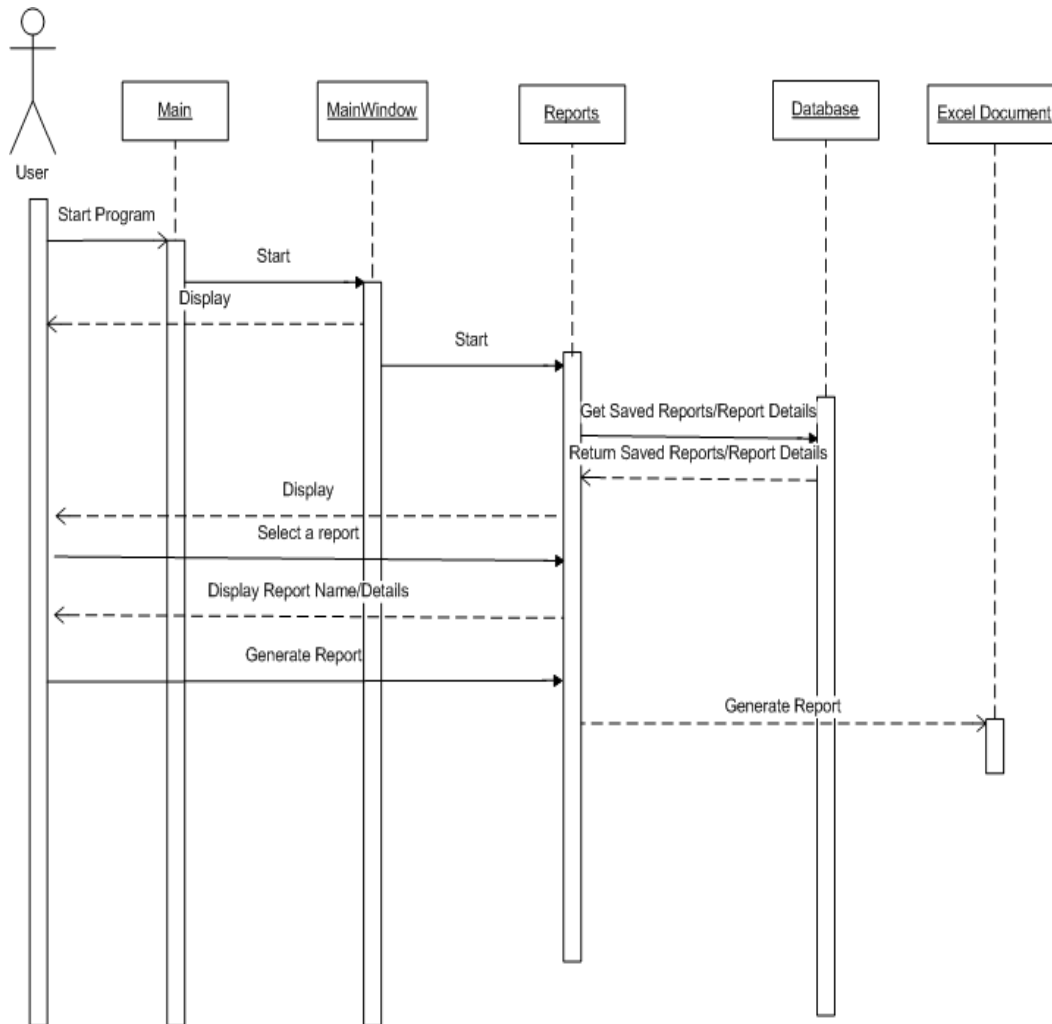 Main
MainWindow
Reports
Database
Excel Document
User
Start Program
Start
Display
Start
Get Saved Reports/Report Details
Return Saved Reports/Report Details
Display
Select a report
Display Report Name/Details
Generate Report
Generate Report